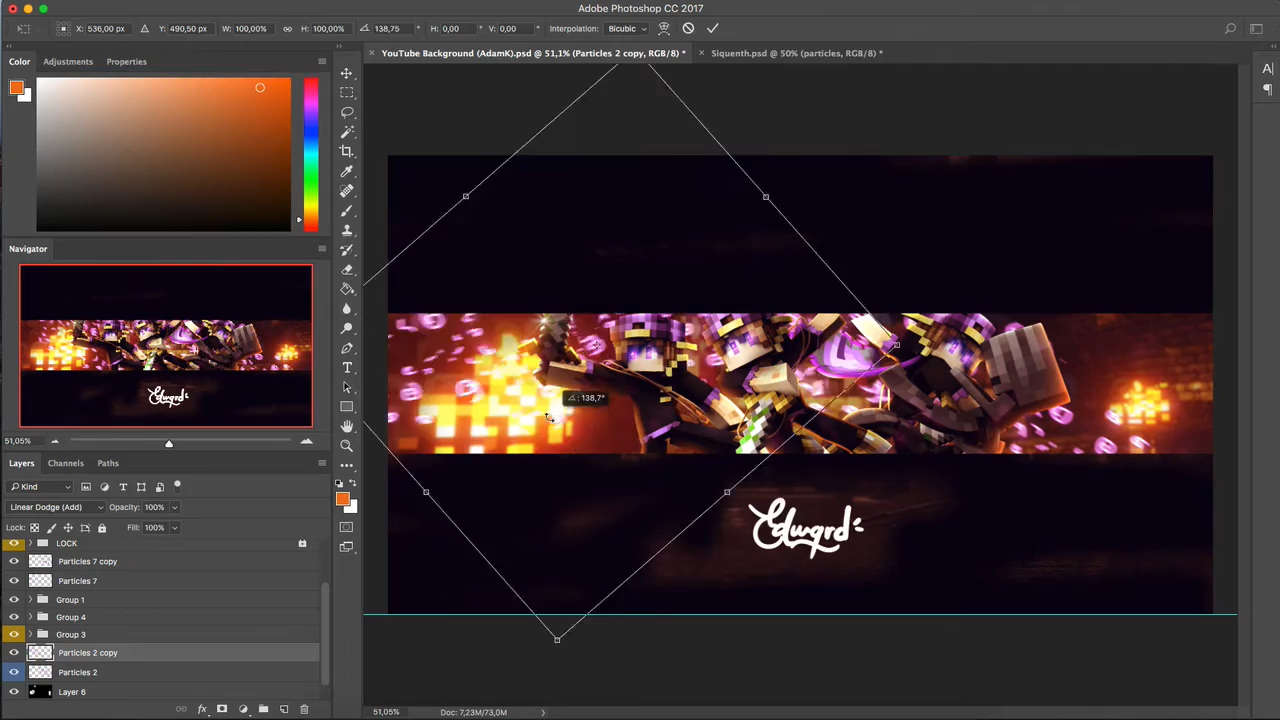 Adobe Photoshop CC 2017
X: 536,00 px Y: 490,50 px W: 100,00% H: 100,00% 138,75 H: 0,00 V: 0,00 Interpolation: Bicubic
YouTube Background (AdamK).psd @ 51,1% (Particles 2 copy, RGB/8) * Siquenth.psd @ 50% (particles, RGB/8) *
Color Adjustments Properties
Navigator
: 138,7°
Edward
51,05%
Layers Channels Paths
Kind
Linear Dodge (Add) Opacity: 100%
Lock: Fill: 100%
LOCK
Particles 7 copy
Particles 7
Group 1
Group 4
Group 3
Particles 2 copy
Particles 2
Layer 6
51,05% Doc: 7,23M/73,0M